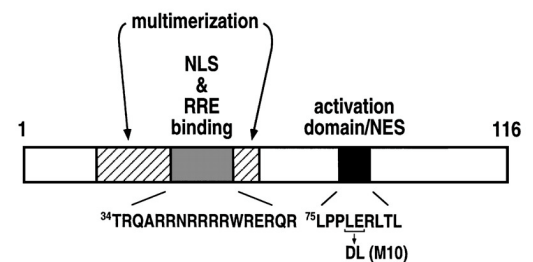 multimerization
NLS
&
RRE
binding
activation
domain/NES
1
116
³⁴TRQARRNRRRRWRERQR
⁷⁵LPPLERLTL
DL (M10)